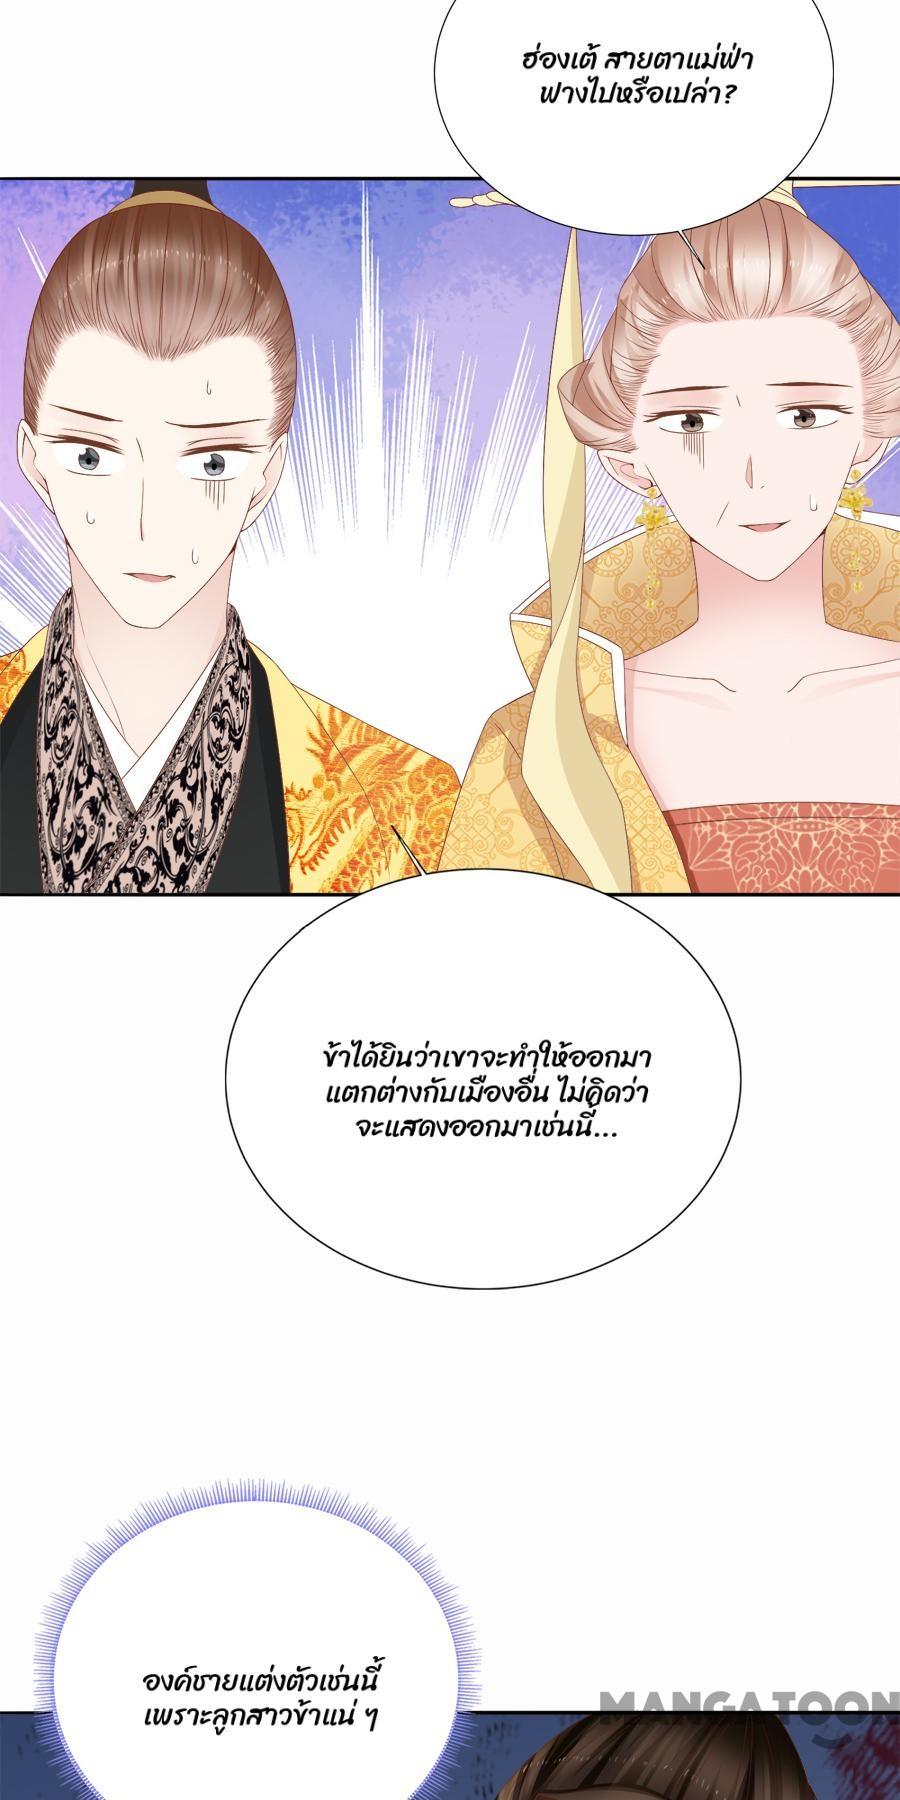 ฮ่องเต้ สายตาแม่ฝ่า
ฟางไปหรือเปล่า?
ข้าได้ยินว่าเขาจะทำให้ออกมา
แตกต่างกับเมืองอื่น ไม่คิดว่า
จะแสดงออกมาเช่นนี้...
องค์ชายแต่งตัวเช่นนี้
เพราะลูกสาวข้าแน่ ๆ
MANGATOON